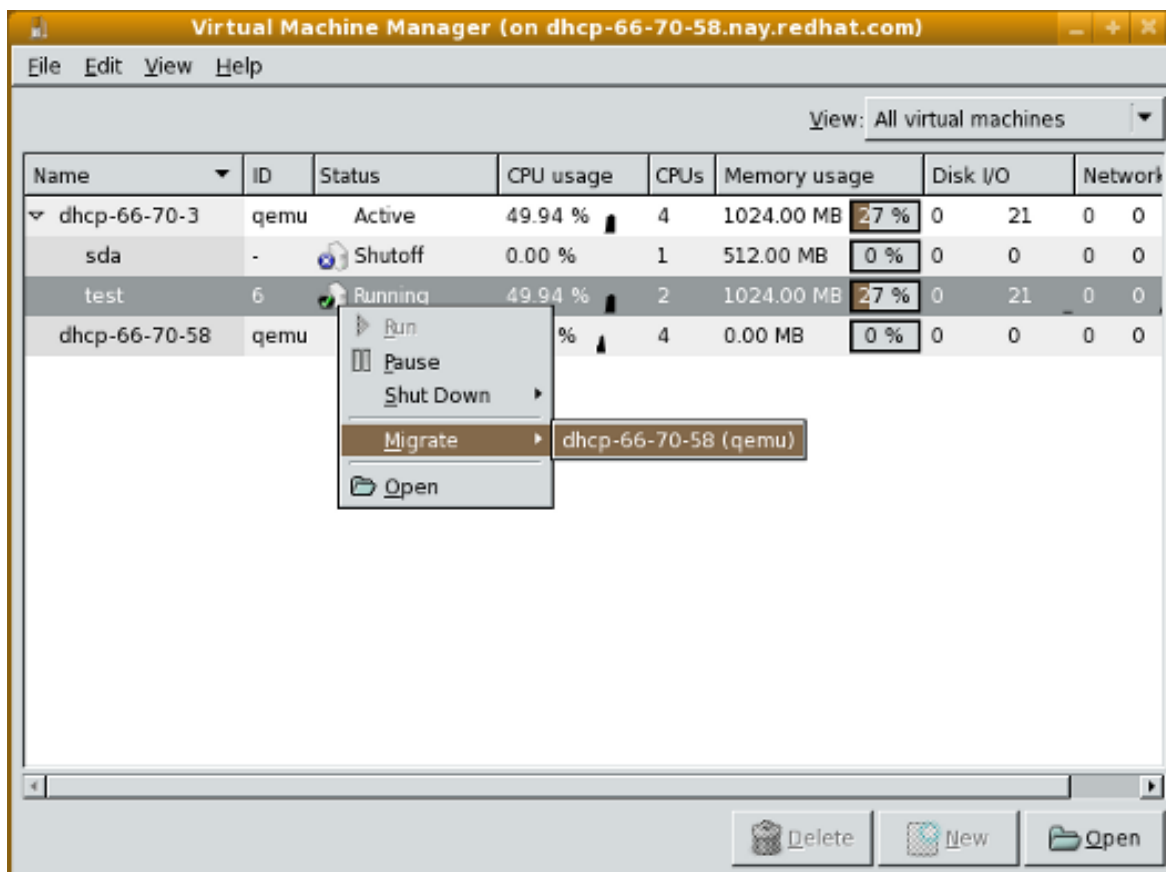 Virtual Machine Manager (on dhcp-66-70-58.nay.redhat.com)
File Edit View Help
View: All virtual machines
Name ID Status CPU usage CPUs Memory usage Disk I/O Network
dhcp-66-70-3 qemu Active 49.94 % 4 1024.00 MB 27 % 0 21 0 0
sda - Shutoff 0.00 % 1 512.00 MB 0 % 0 0 0 0
test 6 Running 49.94 % 2 1024.00 MB 27 % 0 21 0 0
dhcp-66-70-58 qemu % 4 0.00 MB 0 % 0 0 0 0
Run
Pause
Shut Down
Migrate dhcp-66-70-58 (qemu)
Open
Delete New Open